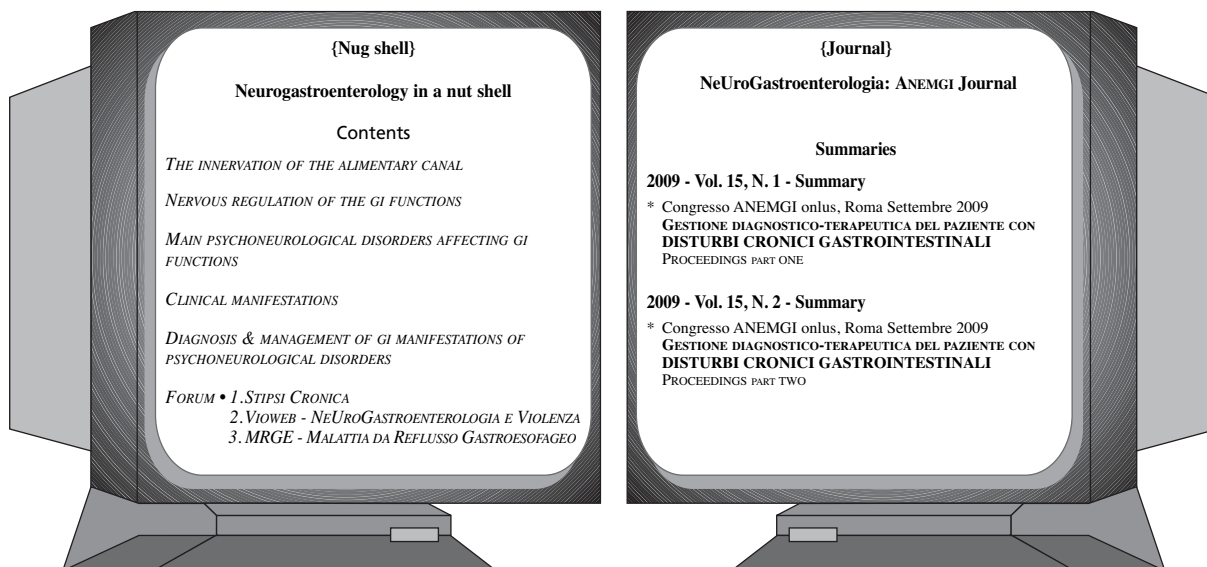 {Nug shell}
Neurogastroenterology in a nut shell
Contents
THE INNERVATION OF THE ALIMENTARY CANAL
NERVOUS REGULATION OF THE GI FUNCTIONS
MAIN PSYCHONEUROLOGICAL DISORDERS AFFECTING GI
FUNCTIONS
CLINICAL MANIFESTATIONS
DIAGNOSIS & MANAGEMENT OF GI MANIFESTATIONS OF
PSYCHONEUROLOGICAL DISORDERS
FORUM • 1.STIPSI CRONICA
2.VIOWEB - NEUROGASTROENTEROLOGIA E VIOLENZA
3.MRGE - MALATTIA DA REFLUSSO GASTROESOFAGEO
{Journal}
NeUroGastroenterologia: ANEMGI Journal
Summaries
2009 - Vol. 15, N. 1 - Summary
* Congresso ANEMGI onlus, Roma Settembre 2009
GESTIONE DIAGNOSTICO-TERAPEUTICA DEL PAZIENTE CON
DISTURBI CRONICI GASTROINTESTINALI
PROCEEDINGS PART ONE
2009 - Vol. 15, N. 2 - Summary
* Congresso ANEMGI onlus, Roma Settembre 2009
GESTIONE DIAGNOSTICO-TERAPEUTICA DEL PAZIENTE CON
DISTURBI CRONICI GASTROINTESTINALI
PROCEEDINGS PART TWO